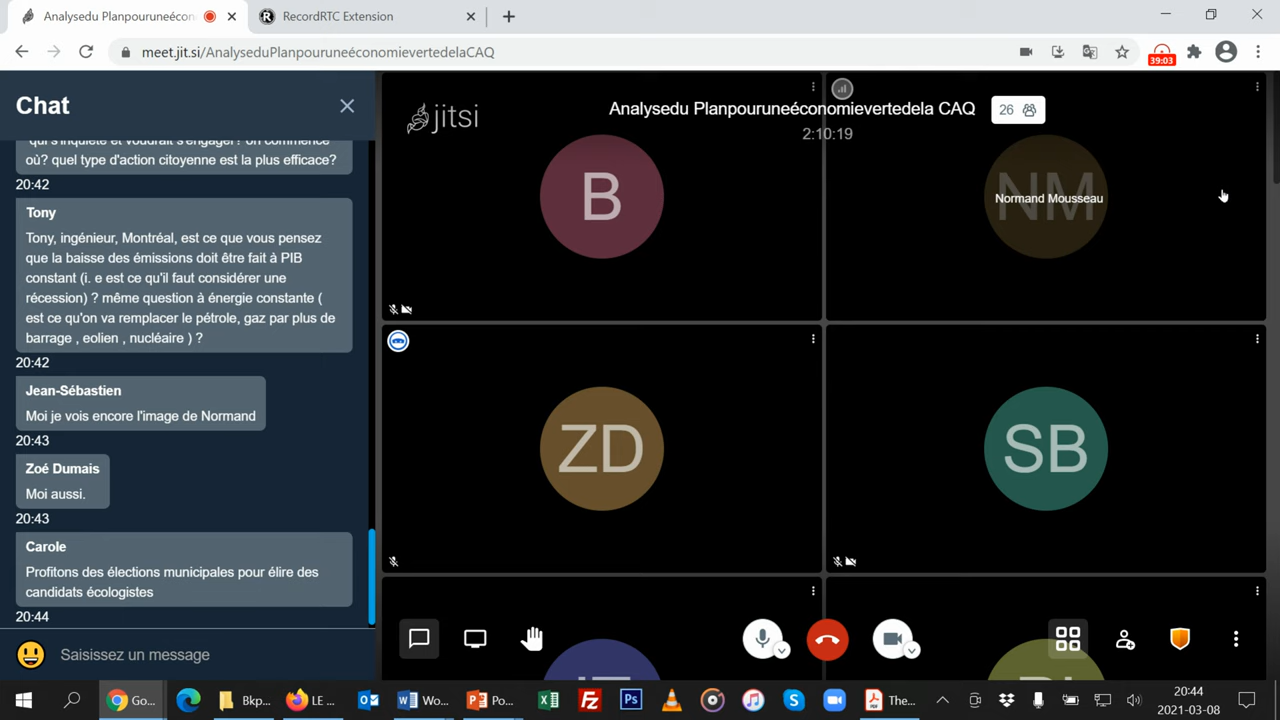 Analysedu Planpouruneécono
RecordRTC Extension
meet.jit.si/AnalyseduPlanpouruneéconomievertedelaCAQ
39:03
Chat
qui s'inquiète et voudrait s'engager? on commence
où? quel type d'action citoyenne est la plus efficace?
20:42
Tony
Tony, ingénieur, Montréal, est ce que vous pensez
que la baisse des émissions doit être fait à PIB
constant (i. e est ce qu'il faut considérer une
récession) ? même question à énergie constante (
est ce qu'on va remplacer le pétrole, gaz par plus de
barrage , eolien , nucléaire ) ?
20:42
Jean-Sébastien
Moi je vois encore l'image de Normand
20:43
Zoé Dumais
Moi aussi.
20:43
Carole
Profitons des élections municipales pour élire des
candidats écologistes
20:44
Saisissez un message
jitsi
Analysedu Planpouruneéconomievertedela CAQ
26
2:10:19
B
NM
Normand Mousseau
ZD
SB
Go...
Bkp...
LE ...
Wo...
Po...
The...
20:44
2021-03-08